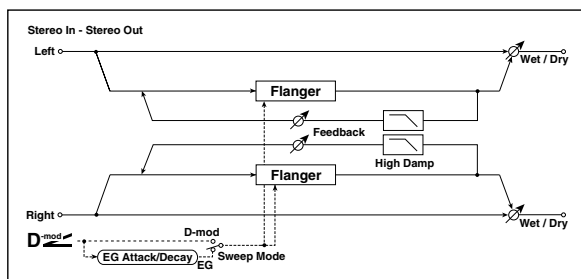 Stereo In - Stereo Out
Left
Wet / Dry
Flanger
Feedback
High Damp
Flanger
Right
Wet / Dry
D-mod
D-mod
EG Attack/Decay
EG
Sweep Mode